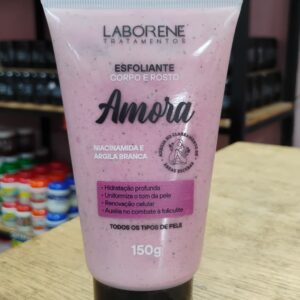 LABORENE
TRATAMENTOS
ESFOLIANTE
CORPO E ROSTO
Amora
NIACINAMIDA E
ARGILA BRANCA
• Hidratação profunda
• Uniformiza o tom da pele
• Renovação celular
• Auxilia no combate à foliculite
TODOS OS TIPOS DE PELE
150g